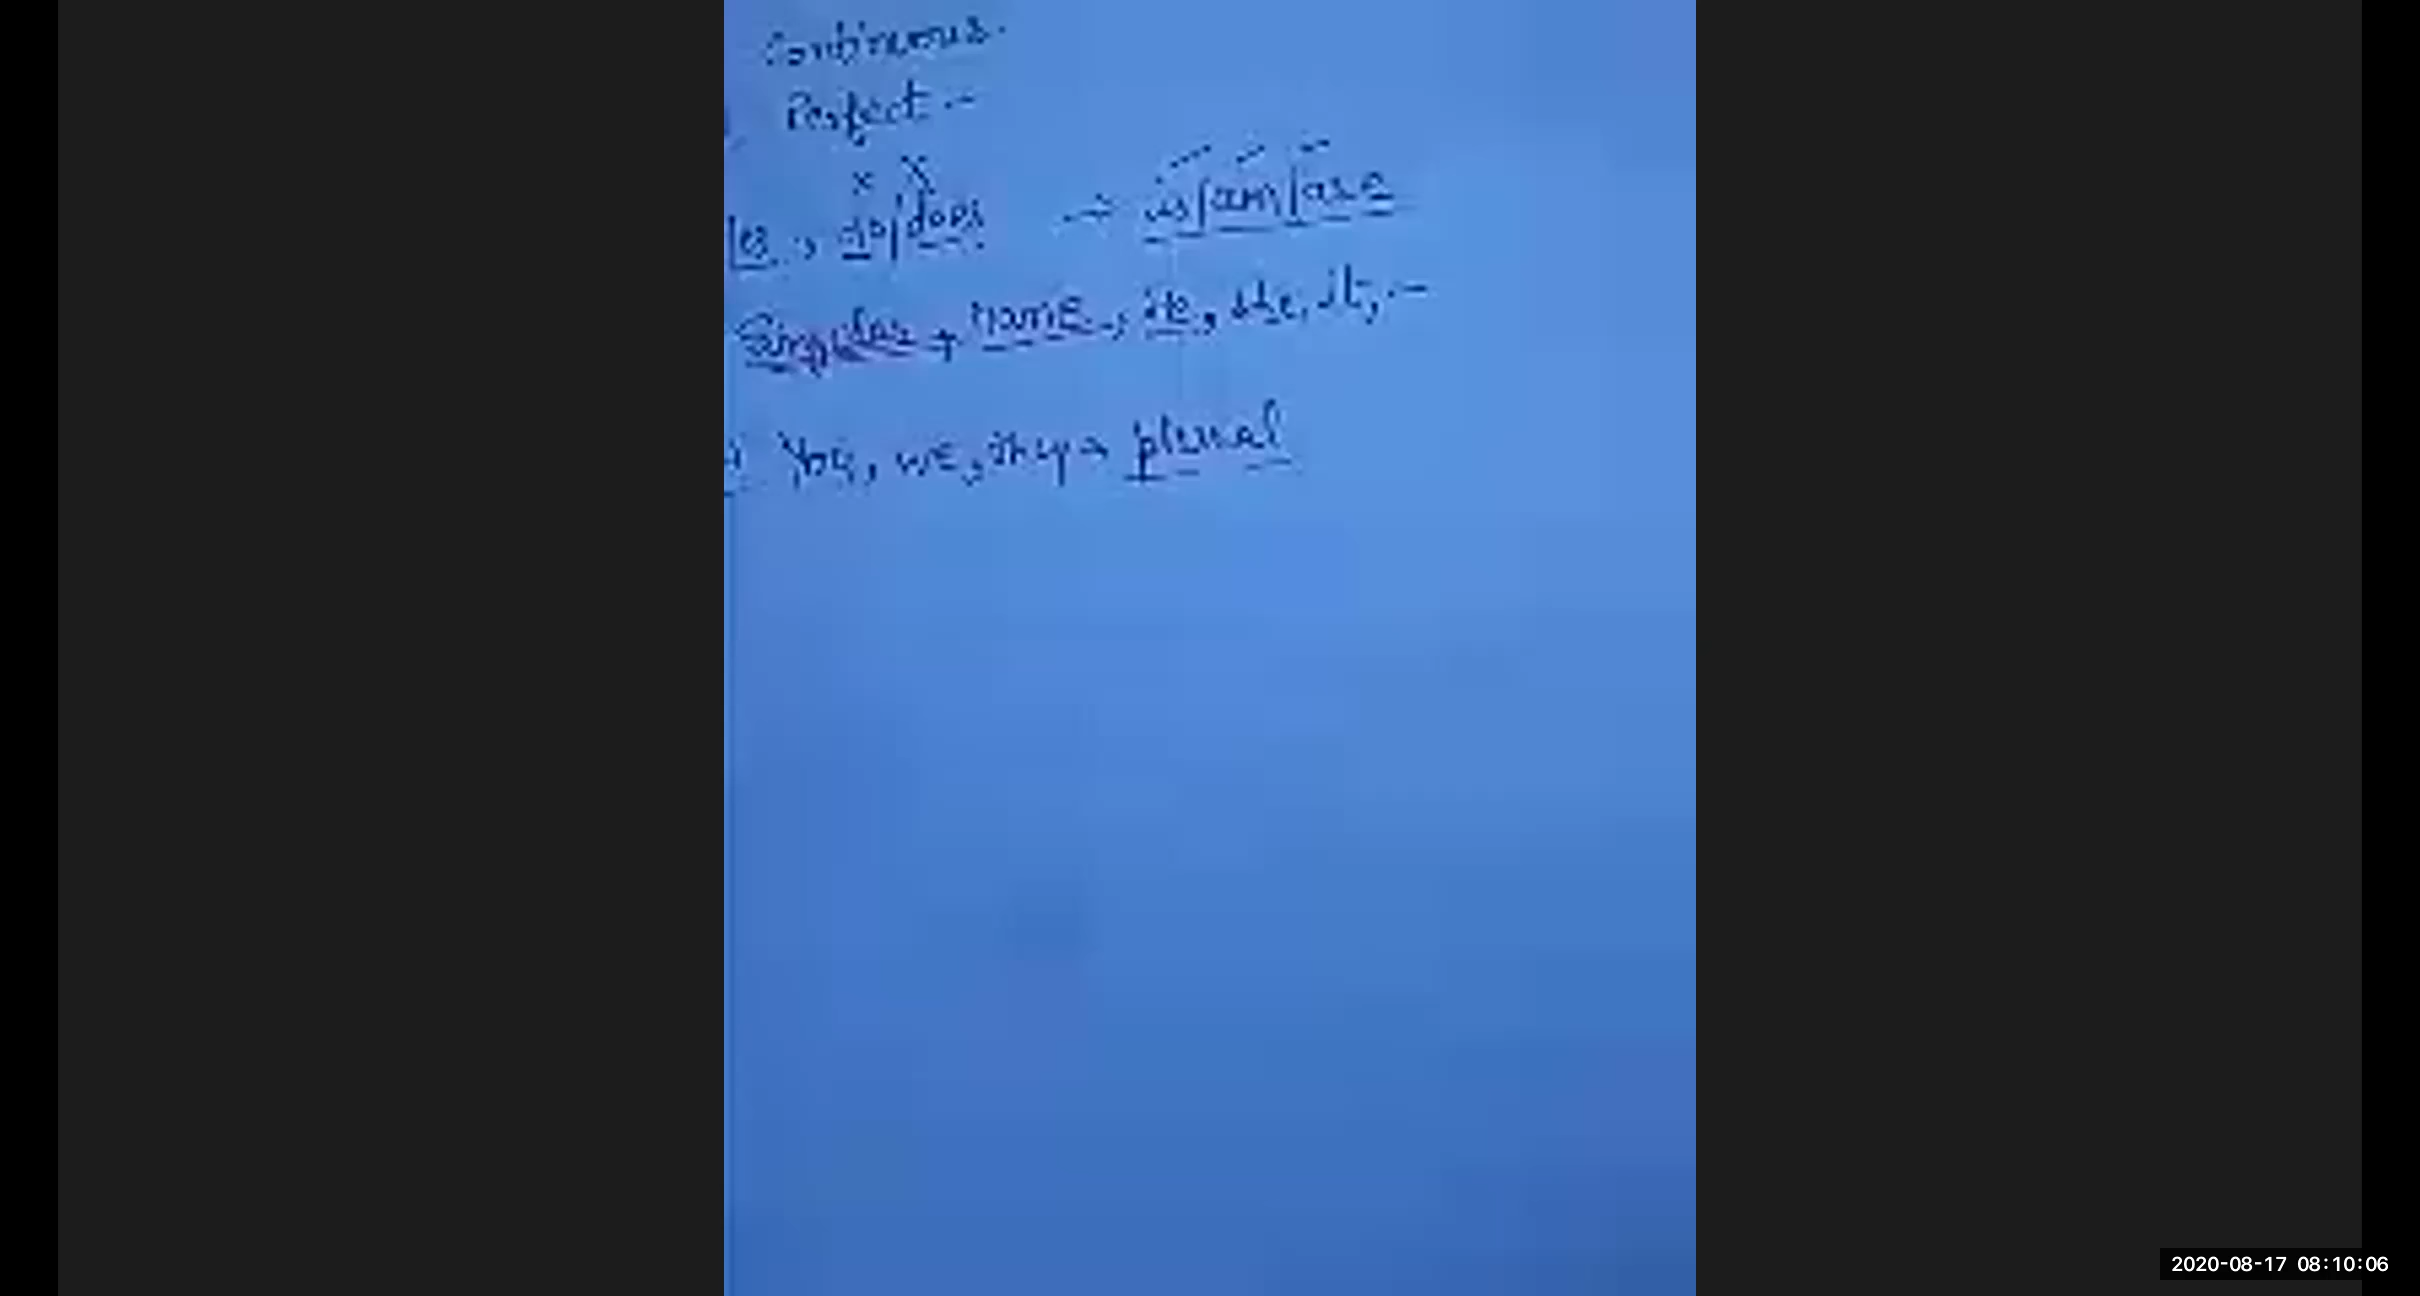 Continuous.
Perfect :-
le → do/does → is/am/are
Singular → name, He, She, it, :-
You, we, they → plural
2020-08-17 08:10:06